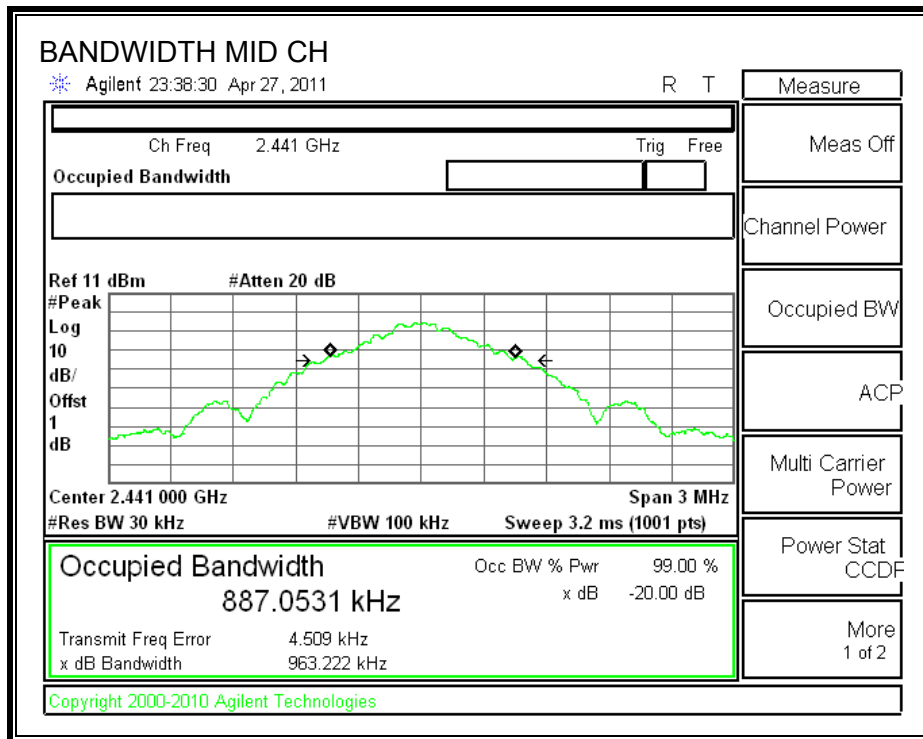 BANDWIDTH MID CH
Agilent 23:38:30 Apr 27, 2011 R T
Measure
Ch Freq 2.441 GHz Trig Free
Meas Off
Occupied Bandwidth
Channel Power
Ref 11 dBm #Atten 20 dB
#Peak
Log
10
dB/
Offst
1
dB
Occupied BW
ACP
Multi Carrier
Power
Center 2.441 000 GHz Span 3 MHz
#Res BW 30 kHz #VBW 100 kHz Sweep 3.2 ms (1001 pts)
Power Stat
CCDF
Occupied Bandwidth Occ BW % Pwr 99.00 %
887.0531 kHz x dB -20.00 dB
Transmit Freq Error 4.509 kHz
x dB Bandwidth 963.222 kHz
More
1 of 2
Copyright 2000-2010 Agilent Technologies